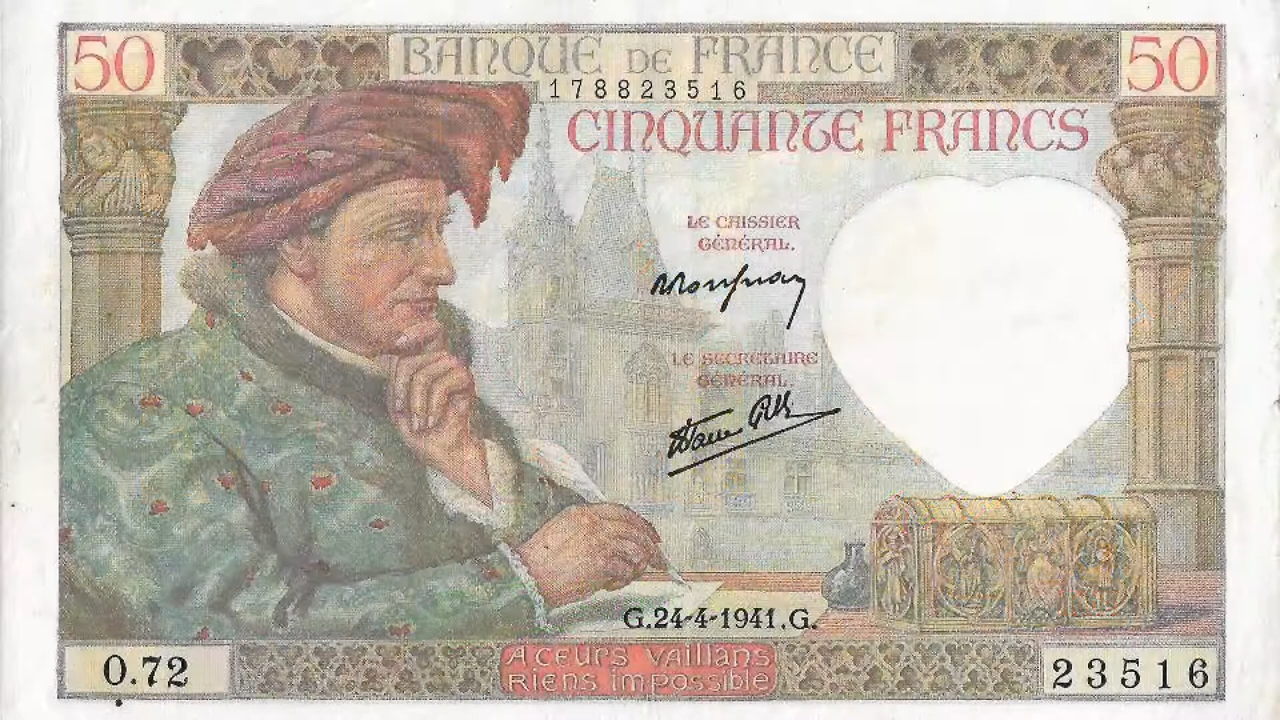 50 BANQUE DE FRANCE 50
178823516
CINQUANTE FRANCS
LE CAISSIER
GÉNÉRAL.
LE SECRÉTAIRE
GÉNÉRAL.
G.24-4-1941.G.
O.72
A CŒURS VAILLANS
RIENS IMPOSSIBLE
23516